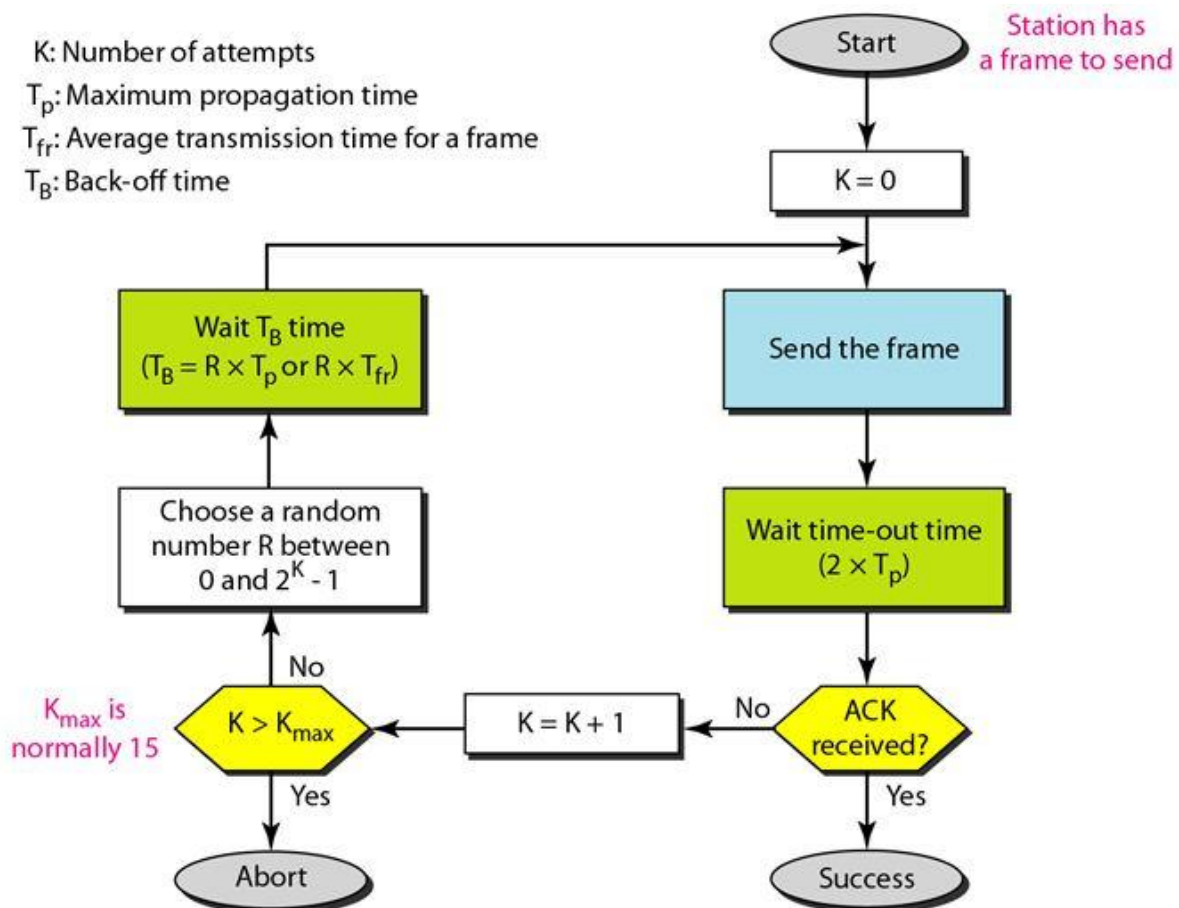 K: Number of attempts
Tp: Maximum propagation time
Tfr: Average transmission time for a frame
TB: Back-off time
Start
Station has
a frame to send
K = 0
Wait TB time
(TB = R × Tp or R × Tfr)
Send the frame
Choose a random
number R between
0 and 2^K - 1
Wait time-out time
(2 × Tp)
No
Kmax is
normally 15
K > Kmax
K = K + 1
No
ACK
received?
Yes
Yes
Abort
Success